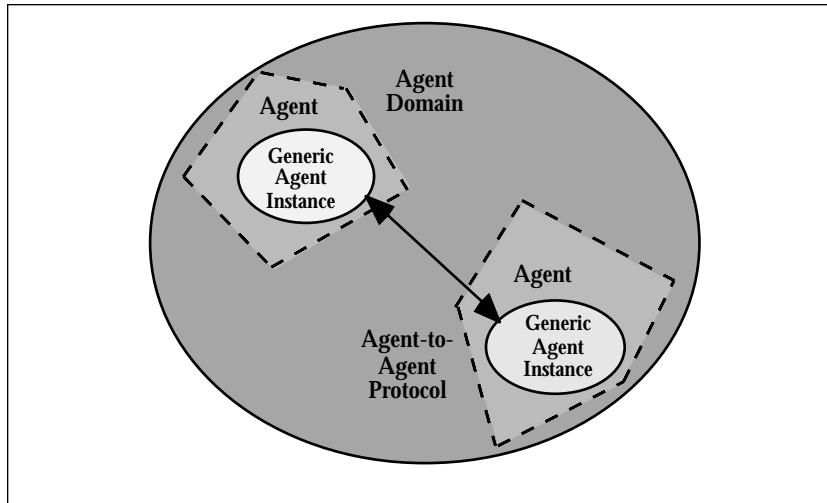 Agent
Domain
Agent
Generic
Agent
Instance
Agent
Generic
Agent
Instance
Agent-to-
Agent
Protocol